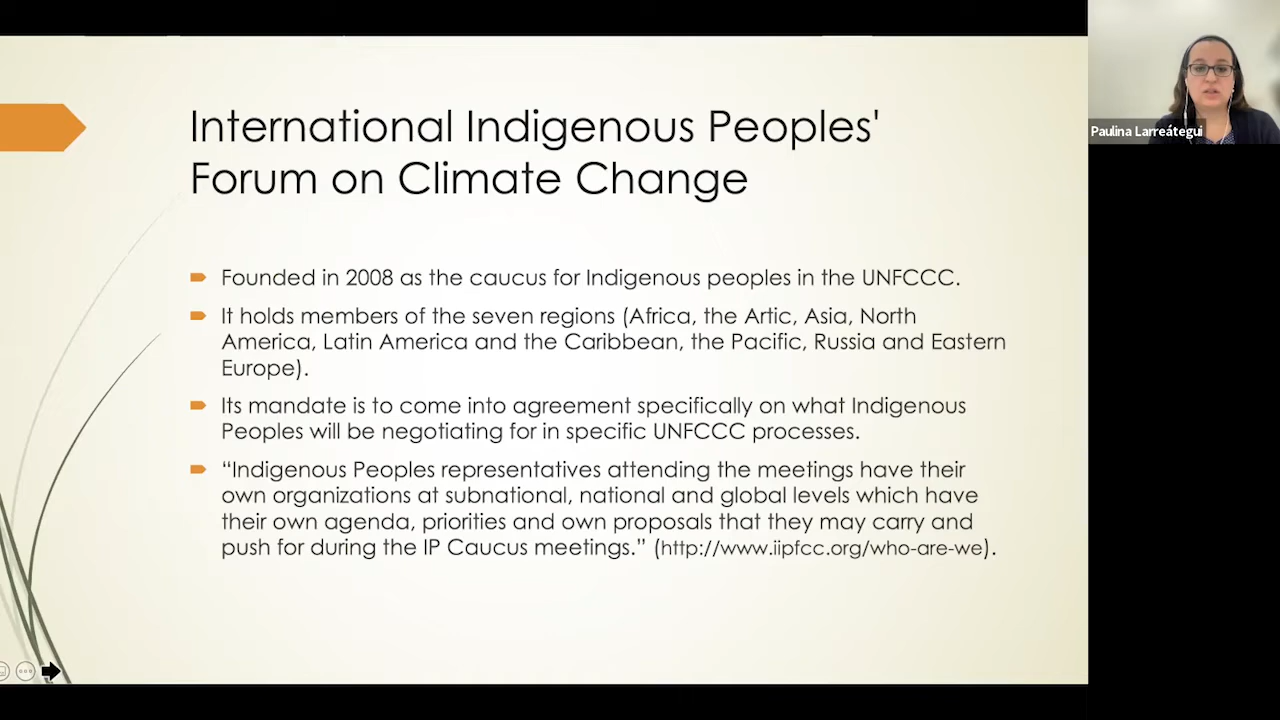 International Indigenous Peoples'
Forum on Climate Change
Founded in 2008 as the caucus for Indigenous peoples in the UNFCCC.
It holds members of the seven regions (Africa, the Artic, Asia, North
America, Latin America and the Caribbean, the Pacific, Russia and Eastern
Europe).
Its mandate is to come into agreement specifically on what Indigenous
Peoples will be negotiating for in specific UNFCCC processes.
“Indigenous Peoples representatives attending the meetings have their
own organizations at subnational, national and global levels which have
their own agenda, priorities and own proposals that they may carry and
push for during the IP Caucus meetings.” (http://www.iipfcc.org/who-are-we).
Paulina Larreátegui